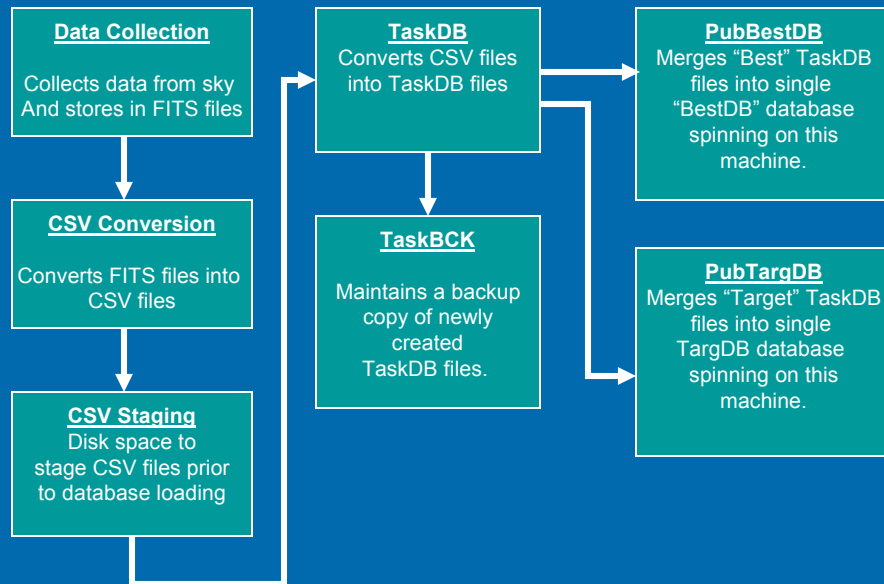 Data Collection
Collects data from sky
And stores in FITS files
CSV Conversion
Converts FITS files into
CSV files
CSV Staging
Disk space to
stage CSV files prior
to database loading
TaskDB
Converts CSV files
into TaskDB files
TaskBCK
Maintains a backup
copy of newly
created
TaskDB files.
PubBestDB
Merges “Best” TaskDB
files into single
“BestDB” database
spinning on this
machine.
PubTargDB
Merges “Target” TaskDB
files into single
TargDB database
spinning on this
machine.